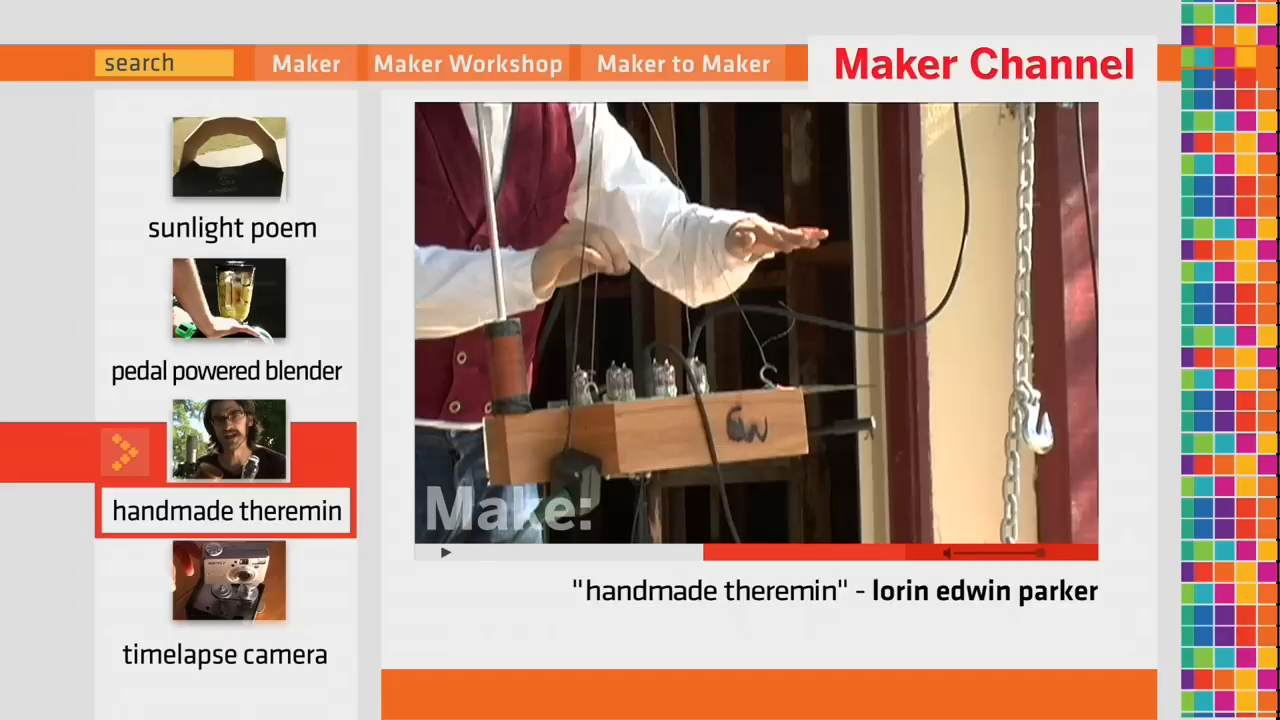 search
Maker
Maker Workshop
Maker to Maker
Maker Channel
sunlight poem
pedal powered blender
handmade theremin
timelapse camera
Make:
"handmade theremin" - lorin edwin parker